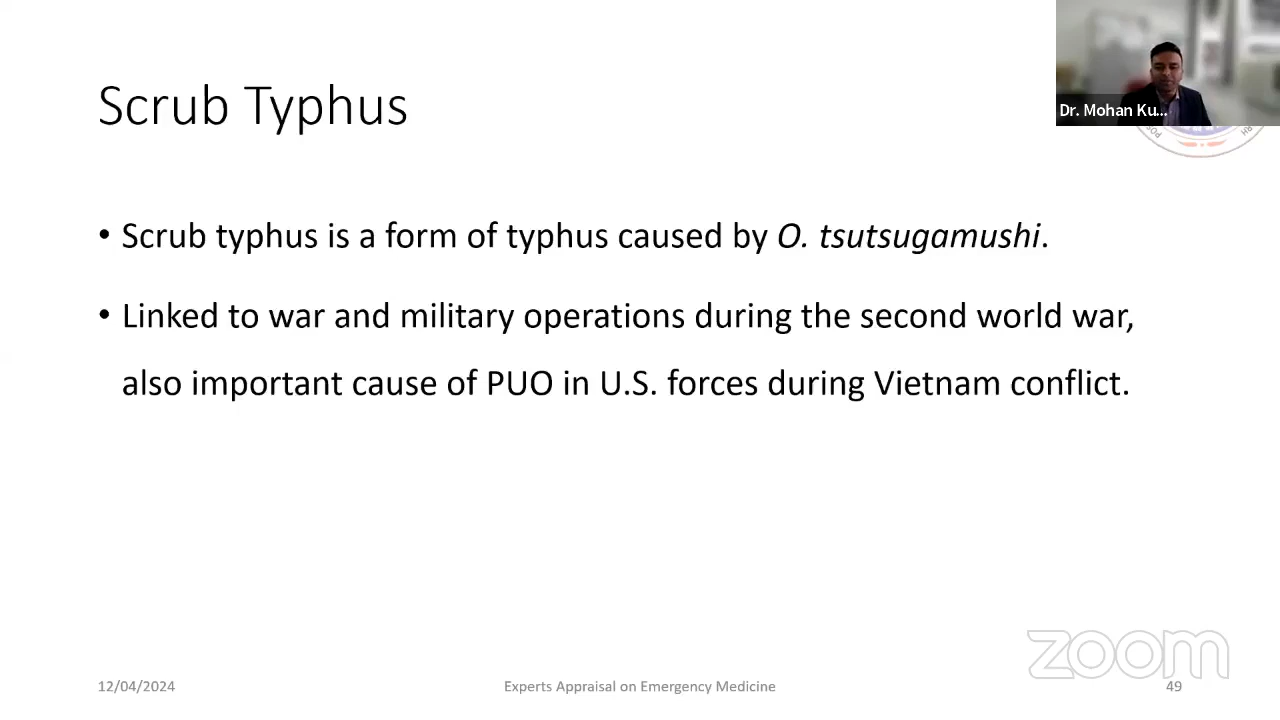 Scrub Typhus
Dr. Mohan Ku...
• Scrub typhus is a form of typhus caused by O. tsutsugamushi.
• Linked to war and military operations during the second world war,
also important cause of PUO in U.S. forces during Vietnam conflict.
zoom
12/04/2024
Experts Appraisal on Emergency Medicine
49